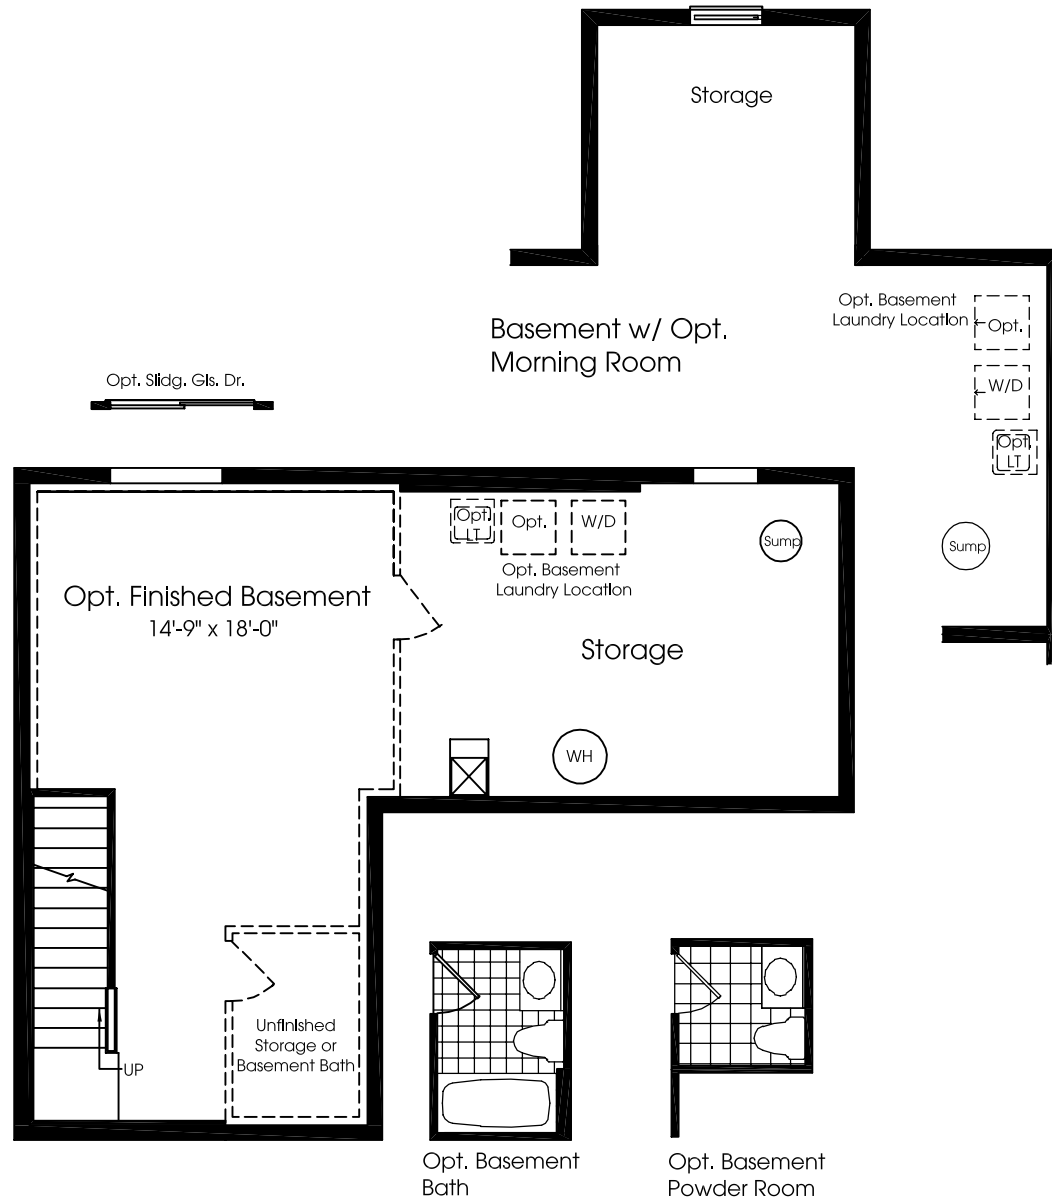 Storage
Opt. Basement
Laundry Location
Opt.
Basement w/ Opt.
Morning Room
W/D
Opt. Slidg. Gls. Dr.
Opt.
LT
Opt.
LT
Opt.
W/D
Sump
Sump
Opt. Basement
Laundry Location
Opt. Finished Basement
14'-9" x 18'-0"
Storage
WH
Unfinished
Storage or
Basement Bath
UP
Opt. Basement
Bath
Opt. Basement
Powder Room